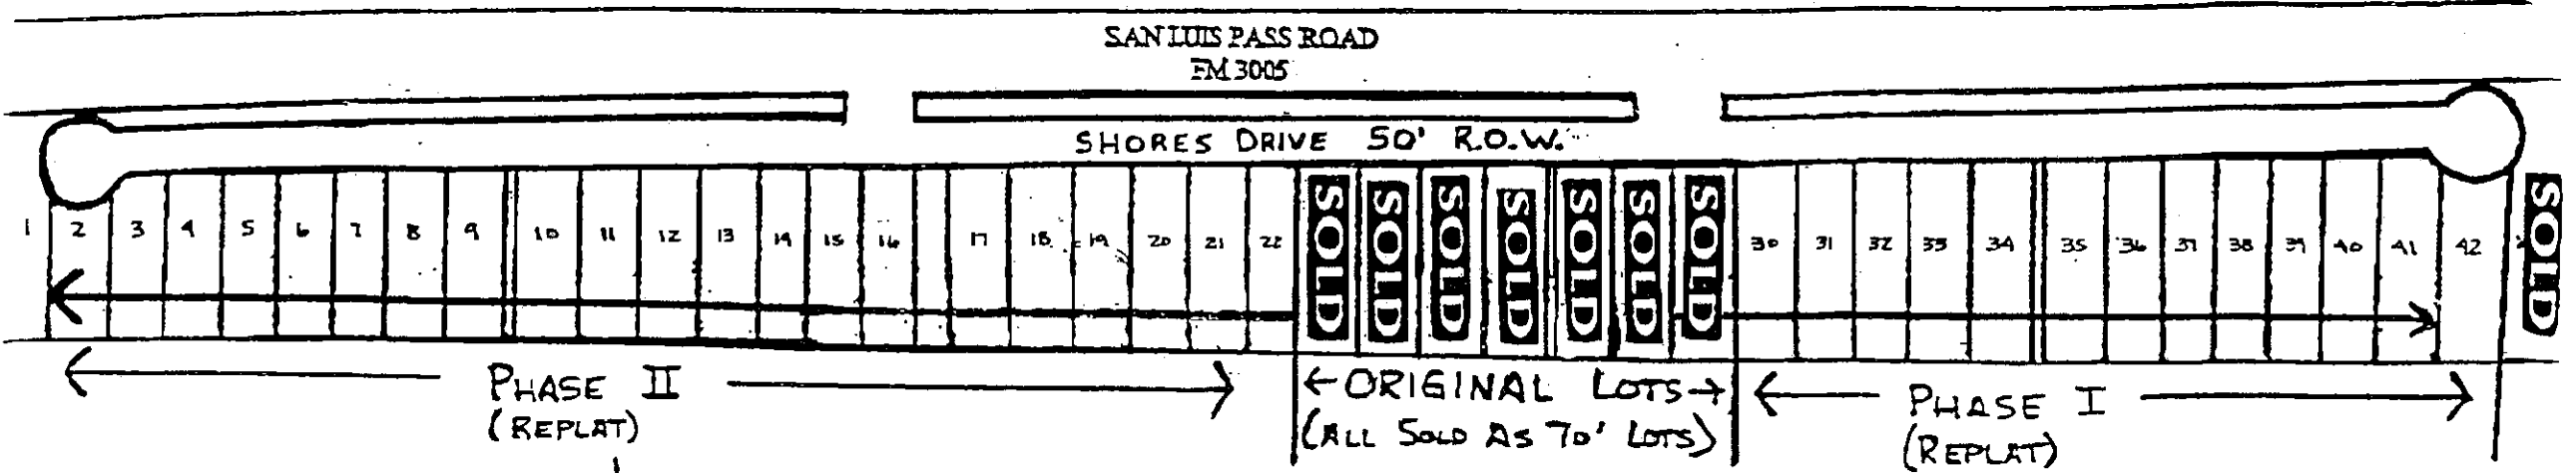 SAN LUIS PASS ROAD
FM 3005
SHORES DRIVE 50' R.O.W.
1 2 3 4 5 6 7 8 9 10 11 12 13 14 15 16 17 18 19 20 21 22 SOLD SOLD SOLD SOLD SOLD SOLD SOLD 30 31 32 33 34 35 36 37 38 39 40 41 42 SOLD
PHASE II
(REPLAT)
ORIGINAL LOTS
(ALL SOLD AS 70' LOTS)
PHASE I
(REPLAT)